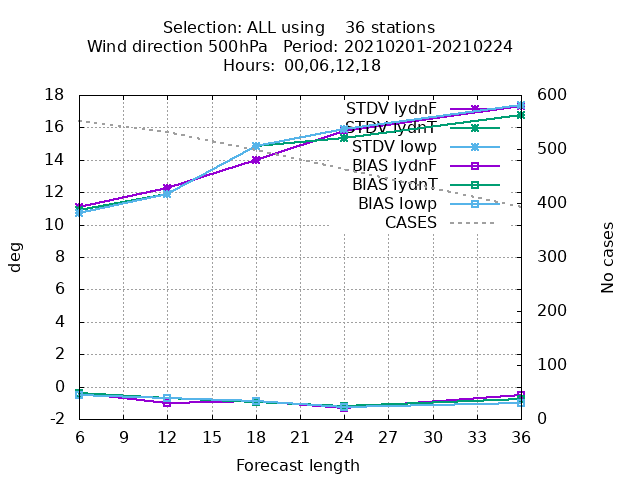 Selection: ALL using    36 stations
Wind direction 500hPa   Period: 20210201-20210224
Hours:  00,06,12,18
18
16
14
12
10
8
6
4
2
0
-2
600
500
400
300
200
100
0
STDV lydnF
STDV lydnT
STDV lowp
BIAS lydnF
BIAS lydnT
BIAS lowp
CASES
deg
No cases
6 9 12 15 18 21 24 27 30 33 36
Forecast length